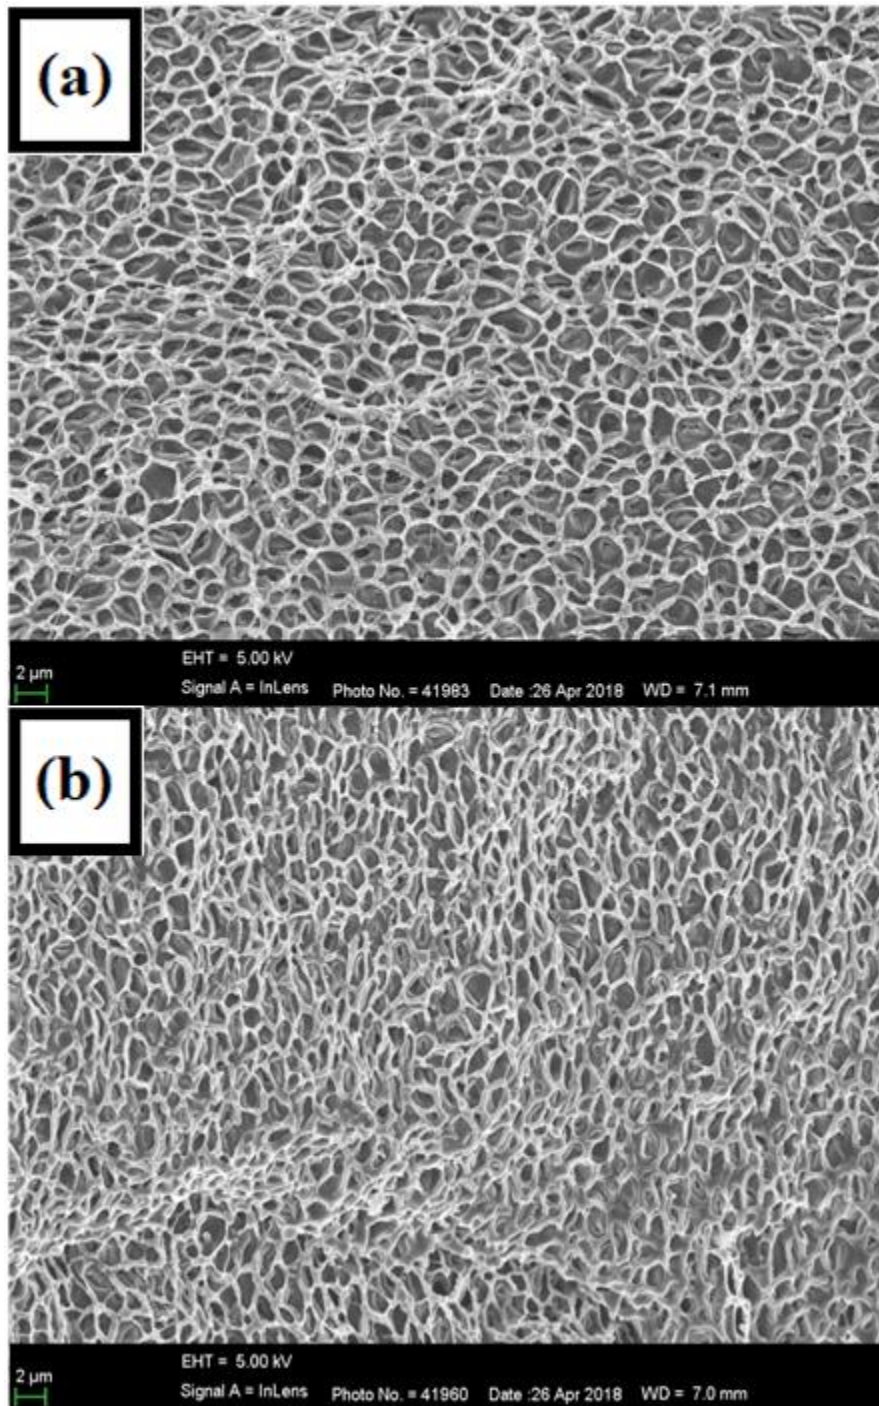 (a)
EHT = 5.00 kV
2 µm
Signal A = InLens Photo No. = 41983 Date :26 Apr 2018 WD = 7.1 mm
(b)
EHT = 5.00 kV
2 µm
Signal A = InLens Photo No. = 41960 Date :26 Apr 2018 WD = 7.0 mm